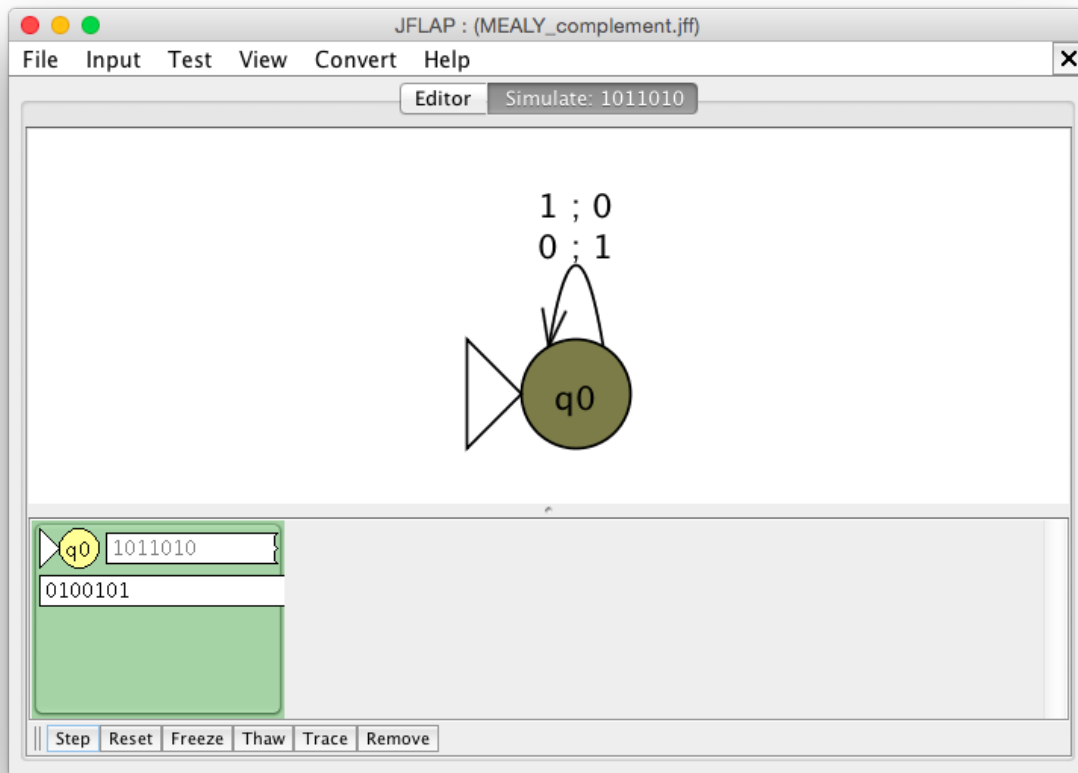 JFLAP : (MEALY_complement.jff)
File Input Test View Convert Help
Editor Simulate: 1011010
1 ; 0
0 ; 1
q0
q0 1011010
0100101
Step Reset Freeze Thaw Trace Remove